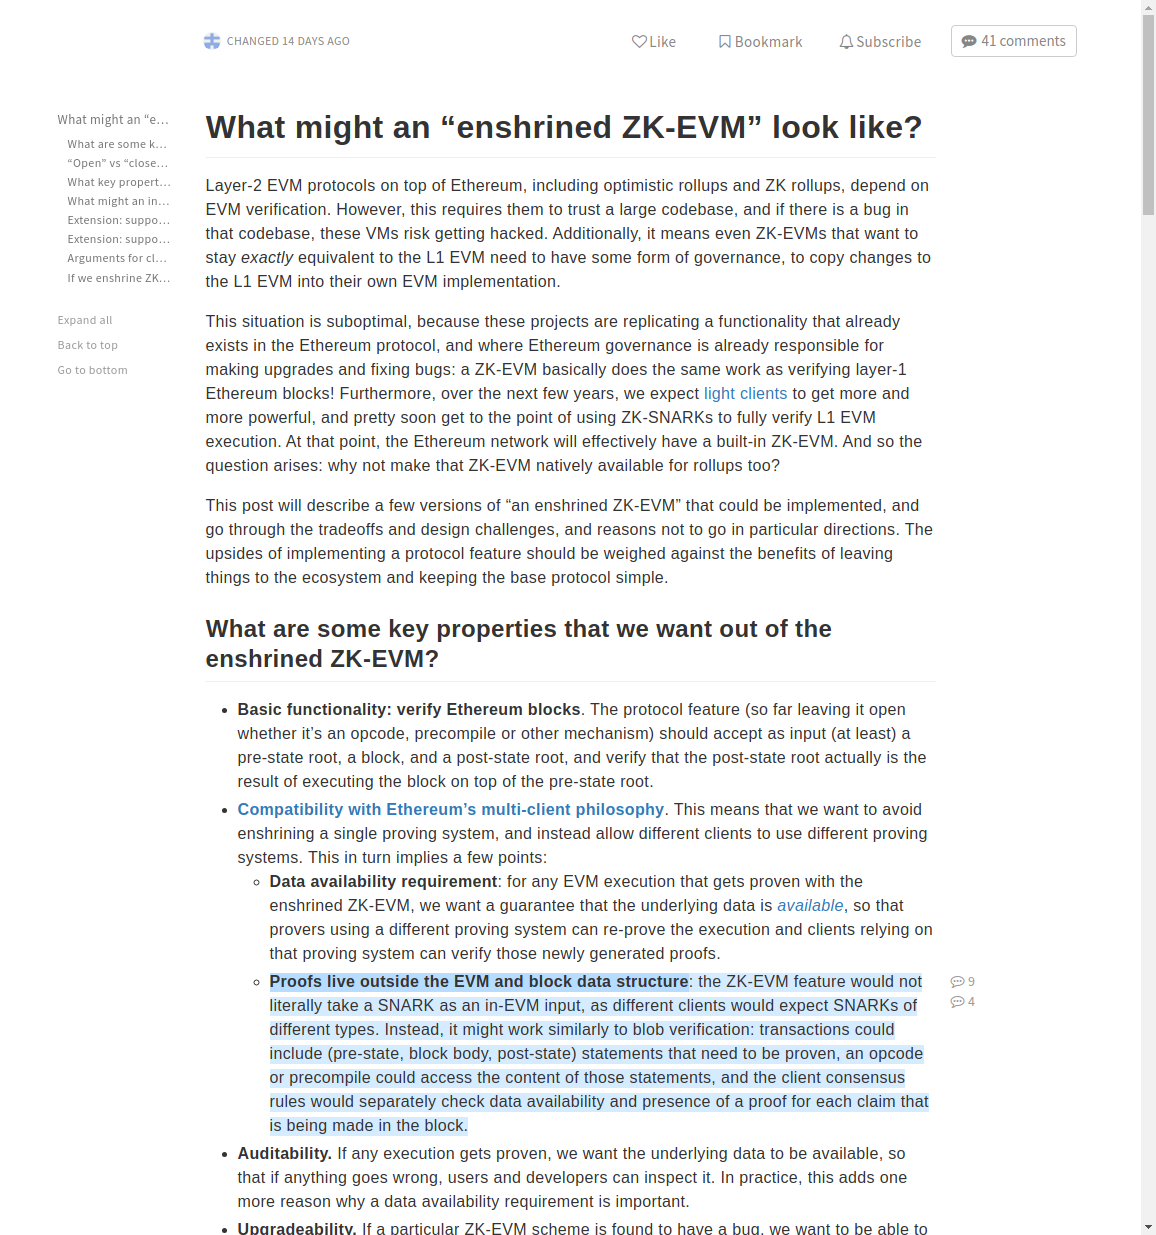 CHANGED 14 DAYS AGO
Like
Bookmark
Subscribe
41 comments
What might an “e…
What are some k…
“Open” vs “close…
What key propert…
What might an in…
Extension: suppo…
Extension: suppo…
Arguments for cl…
If we enshrine ZK…
Expand all
Back to top
Go to bottom
What might an “enshrined ZK-EVM” look like?
Layer-2 EVM protocols on top of Ethereum, including optimistic rollups and ZK rollups, depend on
EVM verification. However, this requires them to trust a large codebase, and if there is a bug in
that codebase, these VMs risk getting hacked. Additionally, it means even ZK-EVMs that want to
stay exactly equivalent to the L1 EVM need to have some form of governance, to copy changes to
the L1 EVM into their own EVM implementation.
This situation is suboptimal, because these projects are replicating a functionality that already
exists in the Ethereum protocol, and where Ethereum governance is already responsible for
making upgrades and fixing bugs: a ZK-EVM basically does the same work as verifying layer-1
Ethereum blocks! Furthermore, over the next few years, we expect light clients to get more and
more powerful, and pretty soon get to the point of using ZK-SNARKs to fully verify L1 EVM
execution. At that point, the Ethereum network will effectively have a built-in ZK-EVM. And so the
question arises: why not make that ZK-EVM natively available for rollups too?
This post will describe a few versions of “an enshrined ZK-EVM” that could be implemented, and
go through the tradeoffs and design challenges, and reasons not to go in particular directions. The
upsides of implementing a protocol feature should be weighed against the benefits of leaving
things to the ecosystem and keeping the base protocol simple.
What are some key properties that we want out of the
enshrined ZK-EVM?
• Basic functionality: verify Ethereum blocks. The protocol feature (so far leaving it open
whether it’s an opcode, precompile or other mechanism) should accept as input (at least) a
pre-state root, a block, and a post-state root, and verify that the post-state root actually is the
result of executing the block on top of the pre-state root.
• Compatibility with Ethereum’s multi-client philosophy. This means that we want to avoid
enshrining a single proving system, and instead allow different clients to use different proving
systems. This in turn implies a few points:
◦ Data availability requirement: for any EVM execution that gets proven with the
enshrined ZK-EVM, we want a guarantee that the underlying data is available, so that
provers using a different proving system can re-prove the execution and clients relying on
that proving system can verify those newly generated proofs.
◦ Proofs live outside the EVM and block data structure: the ZK-EVM feature would not
literally take a SNARK as an in-EVM input, as different clients would expect SNARKs of
different types. Instead, it might work similarly to blob verification: transactions could
include (pre-state, block body, post-state) statements that need to be proven, an opcode
or precompile could access the content of those statements, and the client consensus
rules would separately check data availability and presence of a proof for each claim that
is being made in the block.
9
4
• Auditability. If any execution gets proven, we want the underlying data to be available, so
that if anything goes wrong, users and developers can inspect it. In practice, this adds one
more reason why a data availability requirement is important.
• Upgradeability. If a particular ZK-EVM scheme is found to have a bug, we want to be able to